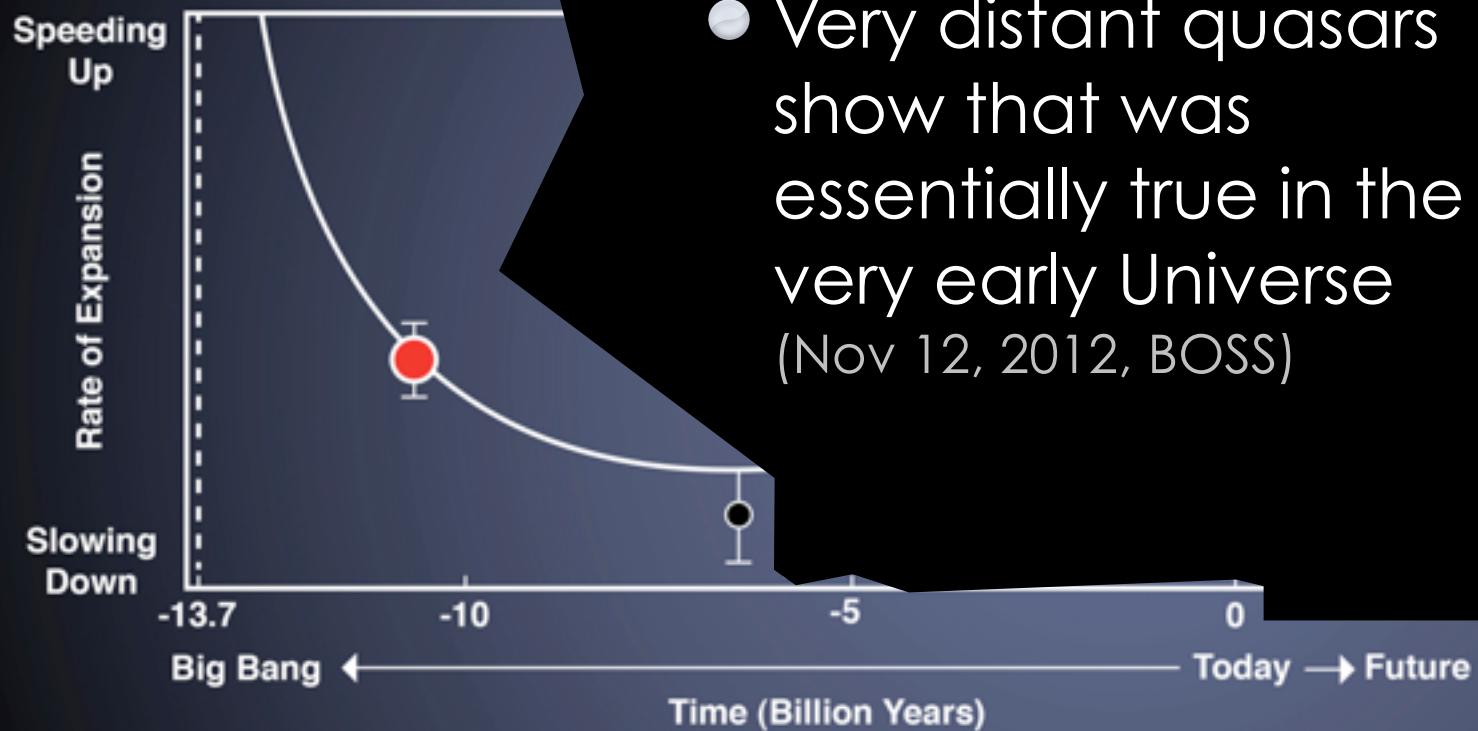 Speeding
Up
Very distant quasars
show that was
essentially true in the
very early Universe
(Nov 12, 2012, BOSS)
Rate of Expansion
Slowing
Down
-13.7
-10
-5
0
Big Bang
Today
Future
Time (Billion Years)